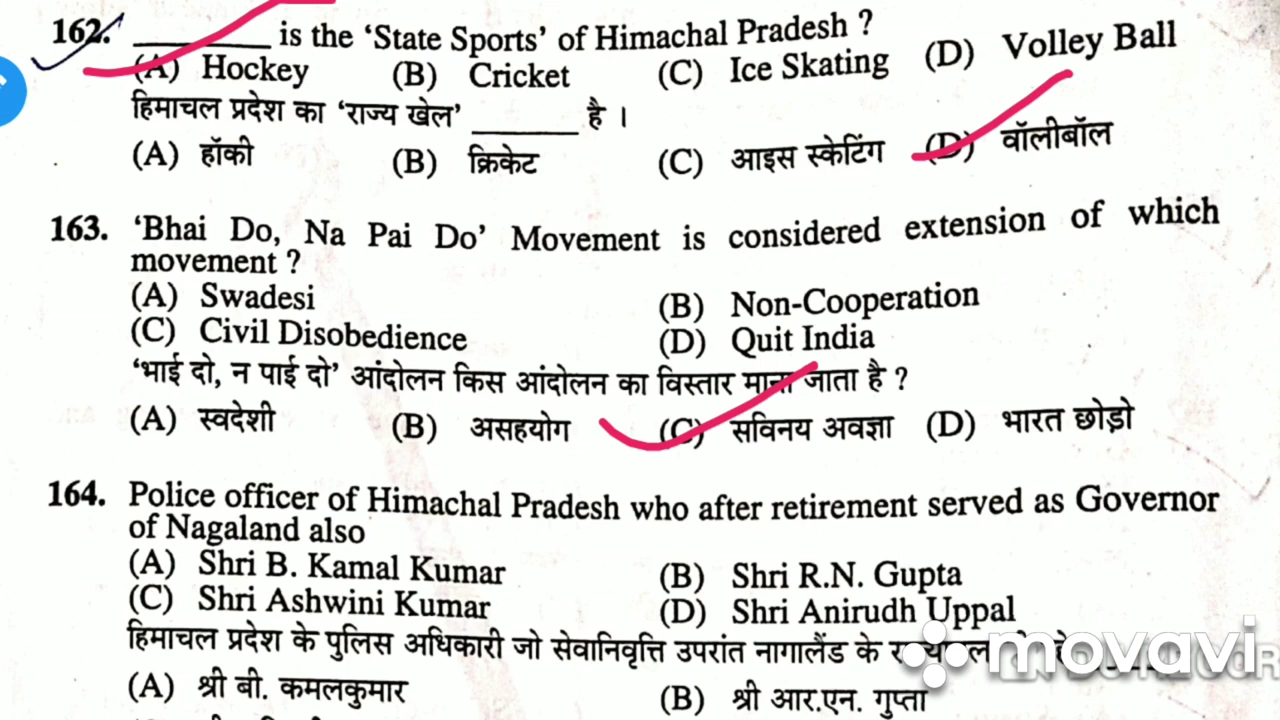 162. ________ is the ‘State Sports’ of Himachal Pradesh ?
(A) Hockey (B) Cricket (C) Ice Skating (D) Volley Ball
हिमाचल प्रदेश का ‘राज्य खेल’ ________ है ।
(A) हॉकी (B) क्रिकेट (C) आइस स्केटिंग (D) वॉलीबॉल
163. ‘Bhai Do, Na Pai Do’ Movement is considered extension of which
movement ?
(A) Swadesi (B) Non-Cooperation
(C) Civil Disobedience (D) Quit India
‘भाई दो, न पाई दो’ आंदोलन किस आंदोलन का विस्तार माना जाता है ?
(A) स्वदेशी (B) असहयोग (C) सविनय अवज्ञा (D) भारत छोड़ो
164. Police officer of Himachal Pradesh who after retirement served as Governor
of Nagaland also
(A) Shri B. Kamal Kumar (B) Shri R.N. Gupta
(C) Shri Ashwini Kumar (D) Shri Anirudh Uppal
हिमाचल प्रदेश के पुलिस अधिकारी जो सेवानिवृत्ति उपरांत नागालैंड के
movavi
(A) श्री बी. कमलकुमार (B) श्री आर.एन. गुप्ता